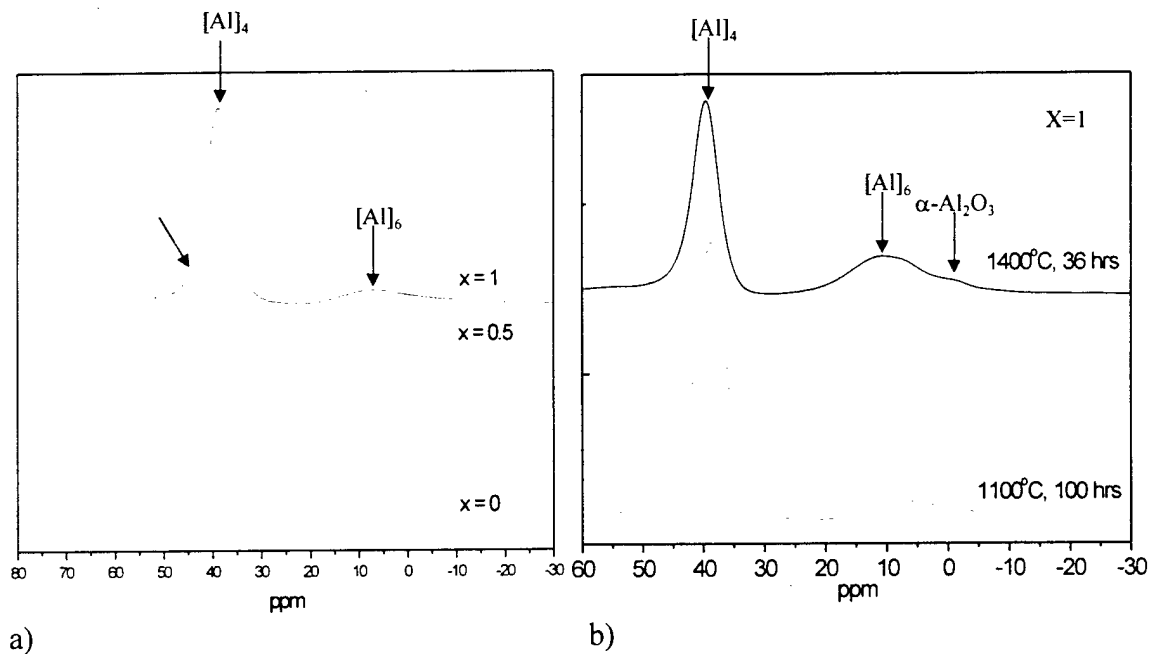 [Al]₄
[Al]₆
x = 1
x = 0.5
x = 0
80 70 60 50 40 30 20 10 0 -10 -20 -30
ppm
a)
[Al]₄
X=1
[Al]₆
α-Al₂O₃
1400°C, 36 hrs
1100°C, 100 hrs
60 50 40 30 20 10 0 -10 -20 -30
ppm
b)